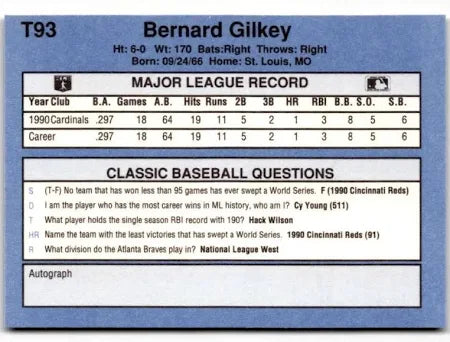 T93 Bernard Gilkey
Ht: 6-0 Wt: 170 Bats:Right Throws: Right
Born: 09/24/66 Home: St. Louis, MO
MAJOR LEAGUE RECORD
Year Club B.A. Games A.B. Hits Runs 2B 3B HR RBI B.B. S.O. S.B.
1990 Cardinals .297 18 64 19 11 5 2 1 3 8 5 6
Career .297 18 64 19 11 5 2 1 3 8 5 6
CLASSIC BASEBALL QUESTIONS
S (T-F) No team that has won less than 95 games has ever swept a World Series. F (1990 Cincinnati Reds)
D I am the player who has the most career wins in ML history, who am I? Cy Young (511)
T What player holds the single season RBI record with 190? Hack Wilson
HR Name the team with the least victories that has swept a World Series. 1990 Cincinnati Reds (91)
R What division do the Atlanta Braves play in? National League West
Autograph